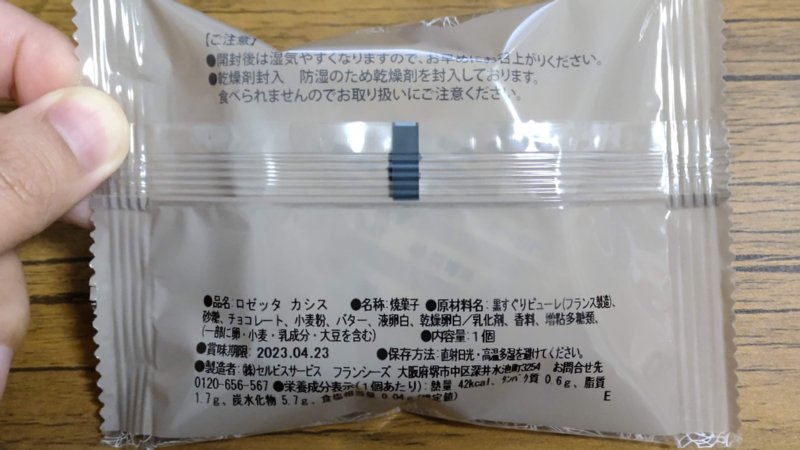 【ご注意】
●開封後は湿気やすくなりますので、お早めにお召上がりください。
●乾燥剤封入　防湿のため乾燥剤を封入しております。
食べられませんのでお取り扱いにご注意ください。
●品名：ロゼッタ カシス　●名称：焼菓子 ●原材料名：黒すぐりピューレ(フランス製造)、
砂糖、チョコレート、小麦粉、バター、液卵白、乾燥卵白／乳化剤、香料、増粘多糖類、
(一部に卵・小麦・乳成分・大豆を含む)　●内容量：1個
●賞味期限：2023.04.23　●保存方法：直射日光・高温多湿を避けてください。
●製造者：(株)セルビスサービス　フランシーズ 大阪府堺市中区深井水池町3254　お問合せ先
0120-656-567 ●栄養成分表示(1個あたり)：熱量 42kcal、タンパク質 0.6g、脂質
1.7g、炭水化物 5.7g、食塩相当量 0.04g(推定値)　E